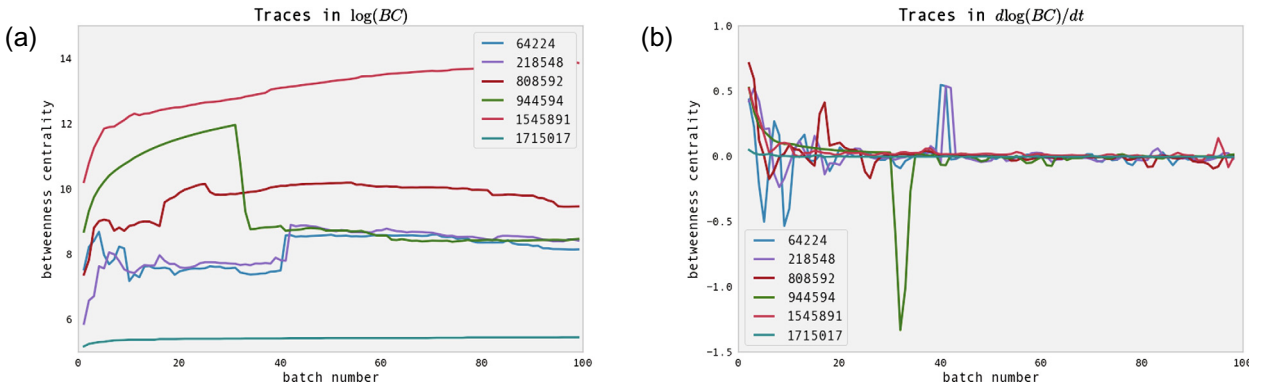 (a)
Traces in log(BC)
betweenness centrality
14
12
10
8
6
64224
218548
808592
944594
1545891
1715017
0 20 40 60 80 100
batch number
(b)
Traces in dlog(BC)/dt
betweenness centrality
1.0
0.5
0.0
−0.5
−1.0
−1.5
64224
218548
808592
944594
1545891
1715017
0 20 40 60 80 100
batch number